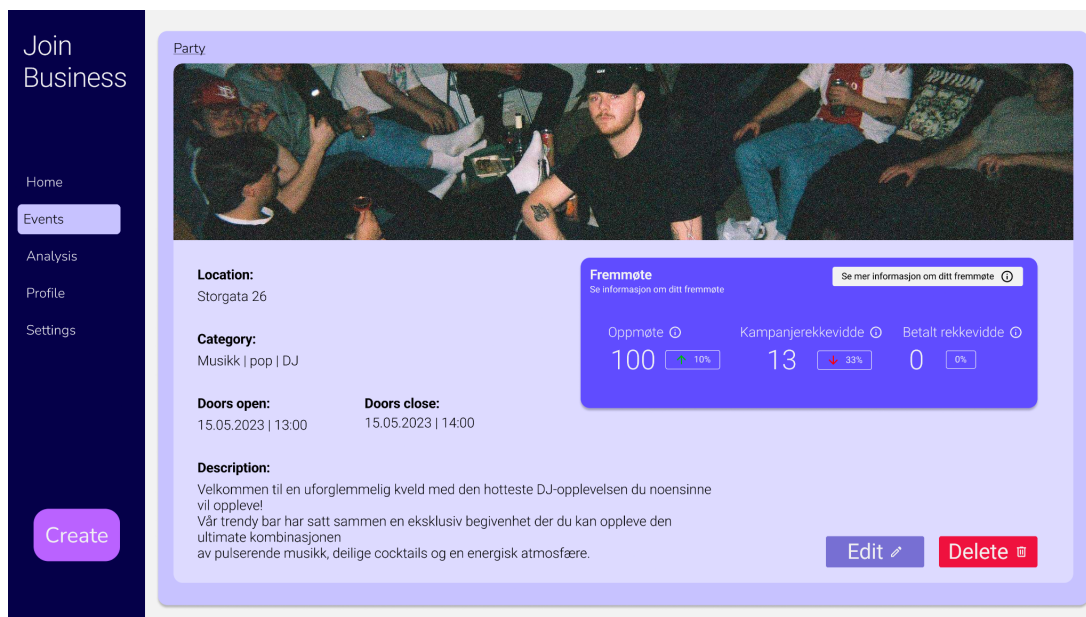 Join
Business
Home
Events
Analysis
Profile
Settings
Create
Party
TRIVIUM
Location:
Storgata 26
Category:
Musikk | pop | DJ
Doors open:
15.05.2023 | 13:00
Doors close:
15.05.2023 | 14:00
Description:
Velkommen til en uforglemmelig kveld med den hotteste DJ-opplevelsen du noensinne
vil oppleve!
Vår trendy bar har satt sammen en eksklusiv begivenhet der du kan oppleve den
ultimate kombinasjonen
av pulserende musikk, deilige cocktails og en energisk atmosfære.
Fremmøte
Se informasjon om ditt fremmøte
Se mer informasjon om ditt fremmøte
Oppmøte
100
10%
Kampanjerekkevidde
13
33%
Betalt rekkevidde
0
0%
Edit
Delete